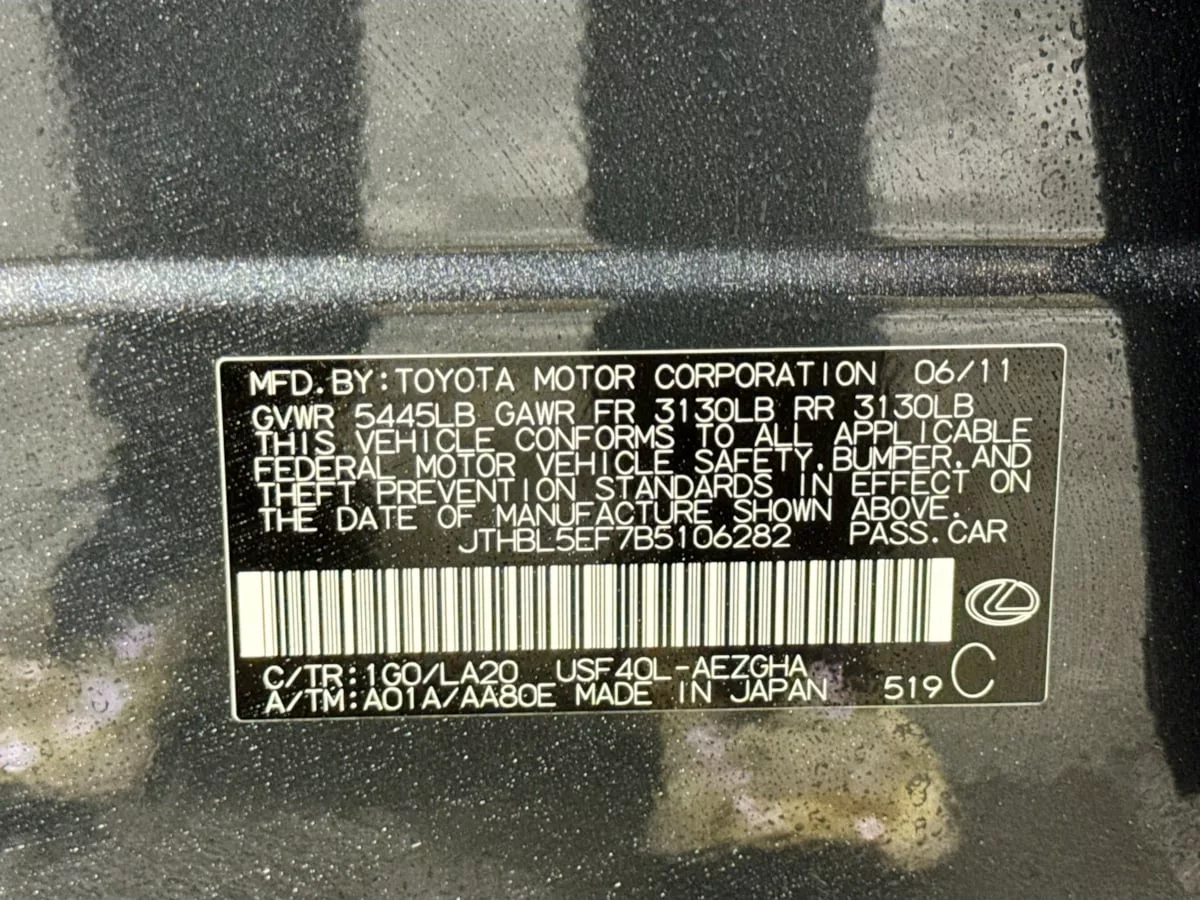 MFD. BY:TOYOTA MOTOR CORPORATION 06/11
GVWR 5445LB GAWR FR 3130LB RR 3130LB
THIS VEHICLE CONFORMS TO ALL APPLICABLE
FEDERAL MOTOR VEHICLE SAFETY,BUMPER,AND
THEFT PREVENTION STANDARDS IN EFFECT ON
THE DATE OF MANUFACTURE SHOWN ABOVE.
JTHBL5EF7B5106282 PASS.CAR
C/TR:1G0/LA20 USF40L-AEZGHA
A/TM:A01A/AA80E MADE IN JAPAN 519 C